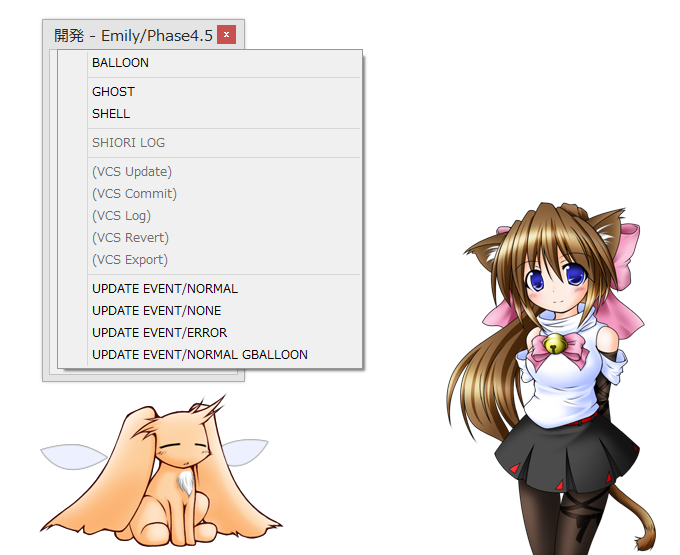 開発 - Emily/Phase4.5
BALLOON
GHOST
SHELL
SHIORI LOG
(VCS Update)
(VCS Commit)
(VCS Log)
(VCS Revert)
(VCS Export)
UPDATE EVENT/NORMAL
UPDATE EVENT/NONE
UPDATE EVENT/ERROR
UPDATE EVENT/NORMAL GBALLOON